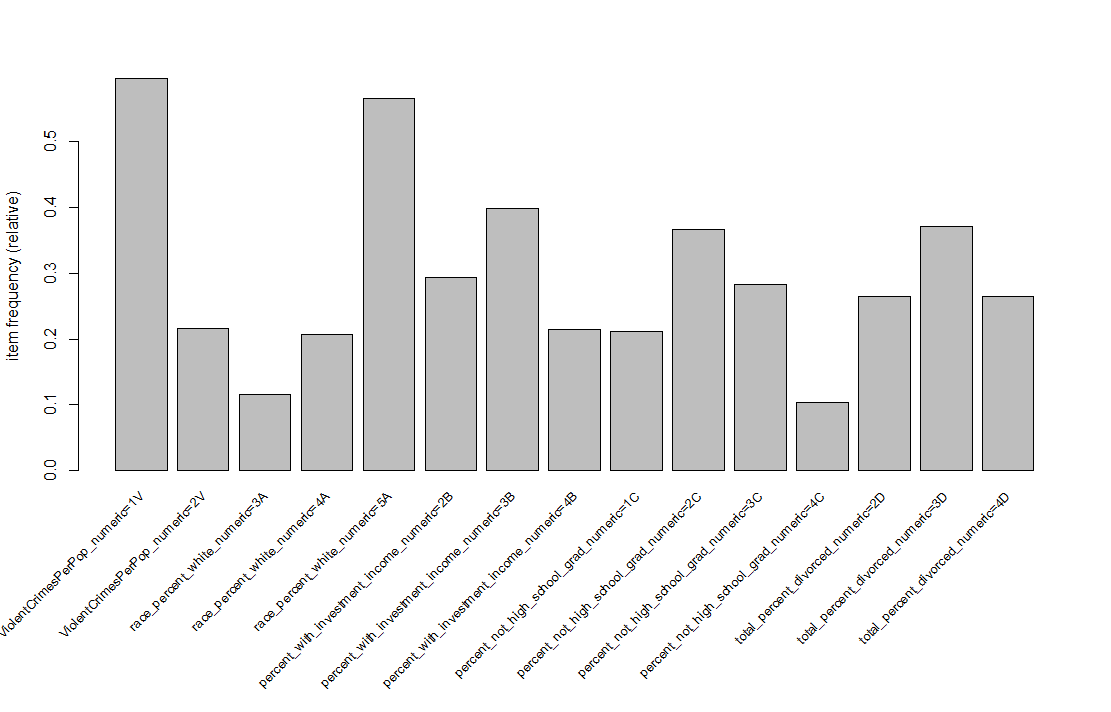 item frequency (relative)
0.5
0.4
0.3
0.2
0.1
0.0
ViolentCrimesPerPop_numeric=1V
ViolentCrimesPerPop_numeric=2V
race_percent_white_numeric=3A
race_percent_white_numeric=4A
race_percent_white_numeric=5A
percent_with_investment_income_numeric=2B
percent_with_investment_income_numeric=3B
percent_with_investment_income_numeric=4B
percent_not_high_school_grad_numeric=1C
percent_not_high_school_grad_numeric=2C
percent_not_high_school_grad_numeric=3C
percent_not_high_school_grad_numeric=4C
total_percent_divorced_numeric=2D
total_percent_divorced_numeric=3D
total_percent_divorced_numeric=4D